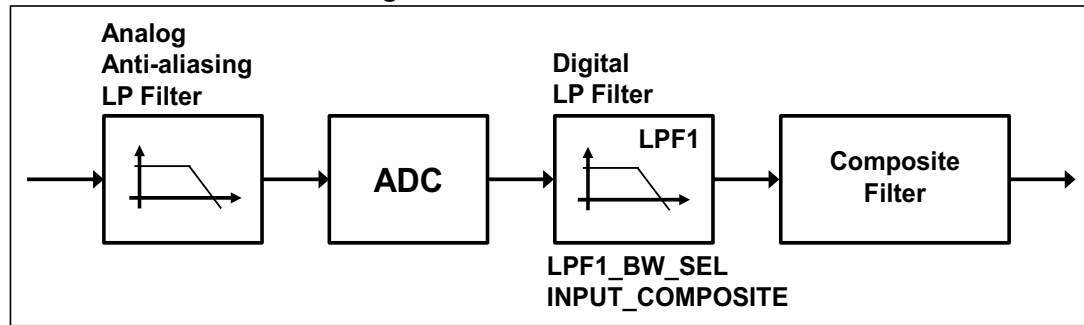 Analog
Anti-aliasing
LP Filter
ADC
Digital
LP Filter
LPF1
LPF1_BW_SEL
INPUT_COMPOSITE
Composite
Filter